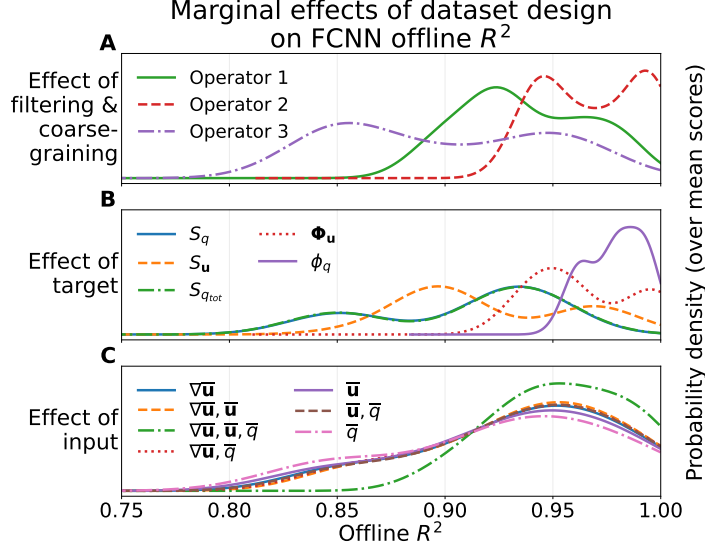 Marginal effects of dataset design
on FCNN offline R²
A
Effect of
filtering &
coarse-
graining
Operator 1
Operator 2
Operator 3
B
Effect of
target
S_q
S_𝐮
S_{q_{tot}}
𝚽_𝐮
ϕ_q
C
Effect of
input
∇𝐮̅
∇𝐮̅, 𝐮̅
∇𝐮̅, 𝐮̅, q̅
∇𝐮̅, q̅
𝐮̅
𝐮̅, q̅
q̅
0.75 0.80 0.85 0.90 0.95 1.00
Offline R²
Probability density (over mean scores)